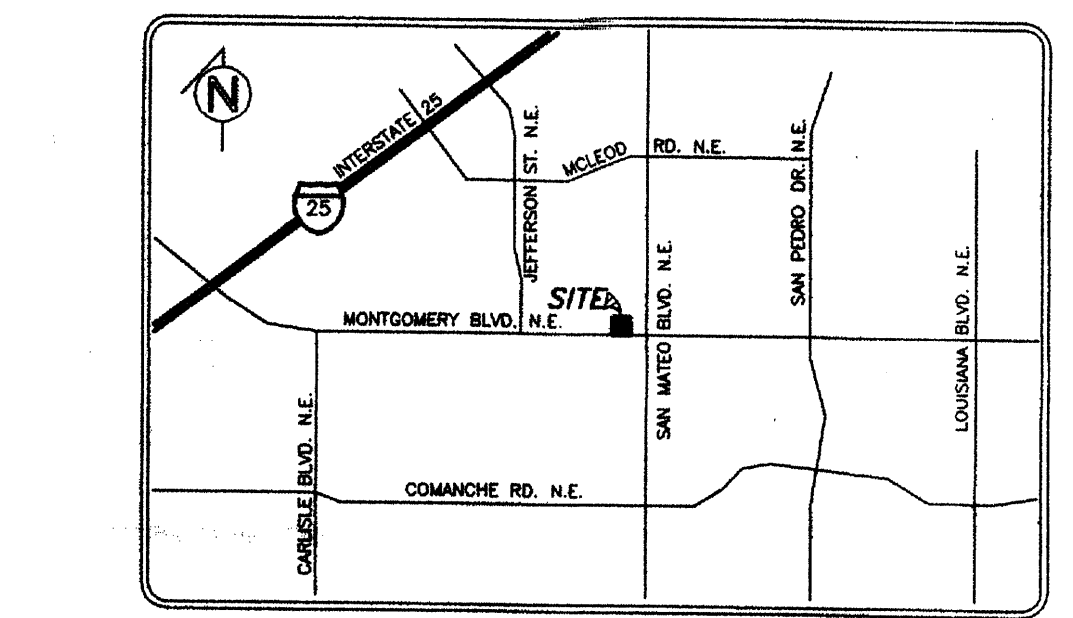 N
INTERSTATE 25
25
JEFFERSON ST. N.E.
MCLEOD RD. N.E.
SAN PEDRO DR. N.E.
SITE
MONTGOMERY BLVD. N.E.
SAN MATEO BLVD. N.E.
LOUISIANA BLVD. N.E.
CARLISLE BLVD. N.E.
COMANCHE RD. N.E.